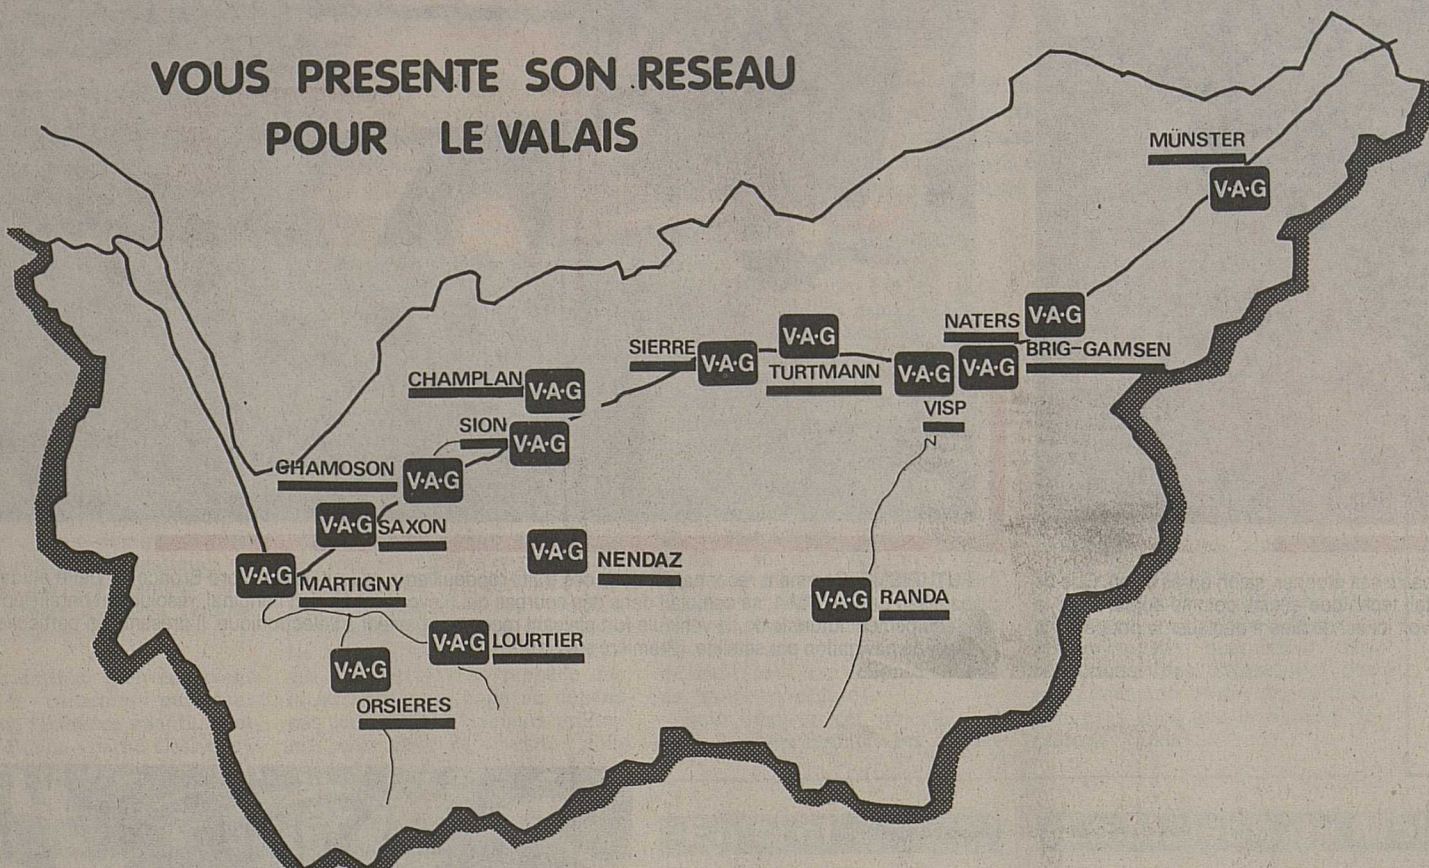 VOUS PRESENTE SON RESEAU
POUR LE VALAIS
MÜNSTER
V·A·G
NATERS
V·A·G
BRIG-GAMSEN
V·A·G
V·A·G
VISP
V·A·G
TURTMANN
SIERRE
V·A·G
CHAMPLAN
V·A·G
SION
V·A·G
CHAMOSON
V·A·G
V·A·G
SAXON
V·A·G
NENDAZ
V·A·G
MARTIGNY
V·A·G
RANDA
V·A·G
LOURTIER
V·A·G
ORSIERES